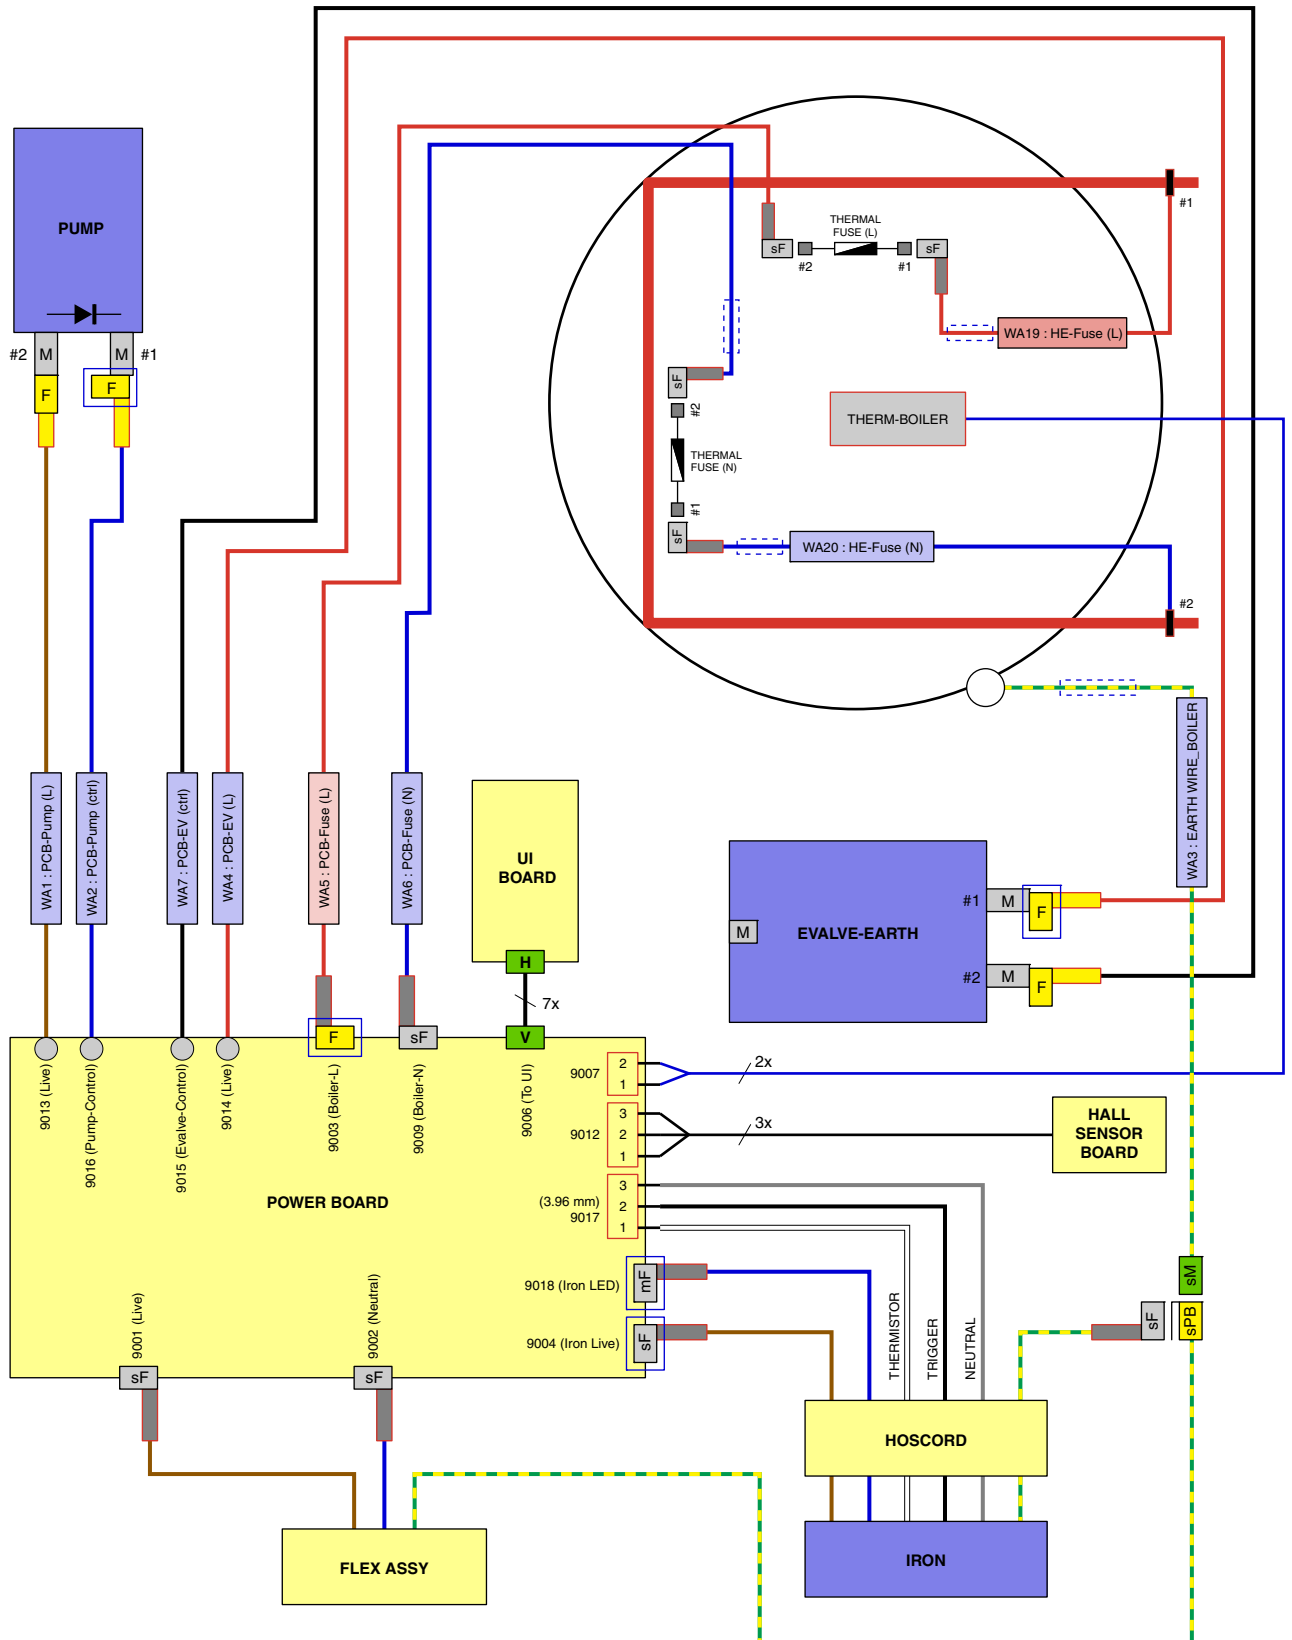 PUMP
#2
M
M
#1
F
F
THERMAL
FUSE (L)
sF
#2
#1
sF
#1
WA19 : HE-Fuse (L)
sF
#2
THERMAL
FUSE (N)
#1
sF
THERM-BOILER
WA20 : HE-Fuse (N)
#2
WA3 : EARTH WIRE_BOILER
WA1 : PCB-Pump (L)
WA2 : PCB-Pump (ctrl)
WA7 : PCB-EV (ctrl)
WA4 : PCB-EV (L)
WA5 : PCB-Fuse (L)
WA6 : PCB-Fuse (N)
UI
BOARD
H
7x
V
M
EVALVE-EARTH
#1
M
F
#2
M
F
F
sF
9013 (Live)
9016 (Pump-Control)
9015 (Evalve-Control)
9014 (Live)
9003 (Boiler-L)
9009 (Boiler-N)
9006 (To UI)
9007
2
1
2x
9012
3
2
1
3x
HALL
SENSOR
BOARD
POWER BOARD
(3.96 mm)
9017
3
2
1
9018 (Iron LED)
mF
9004 (Iron Live)
sF
THERMISTOR
TRIGGER
NEUTRAL
sM
sF
sPB
9001 (Live)
9002 (Neutral)
sF
sF
HOSCORD
FLEX ASSY
IRON